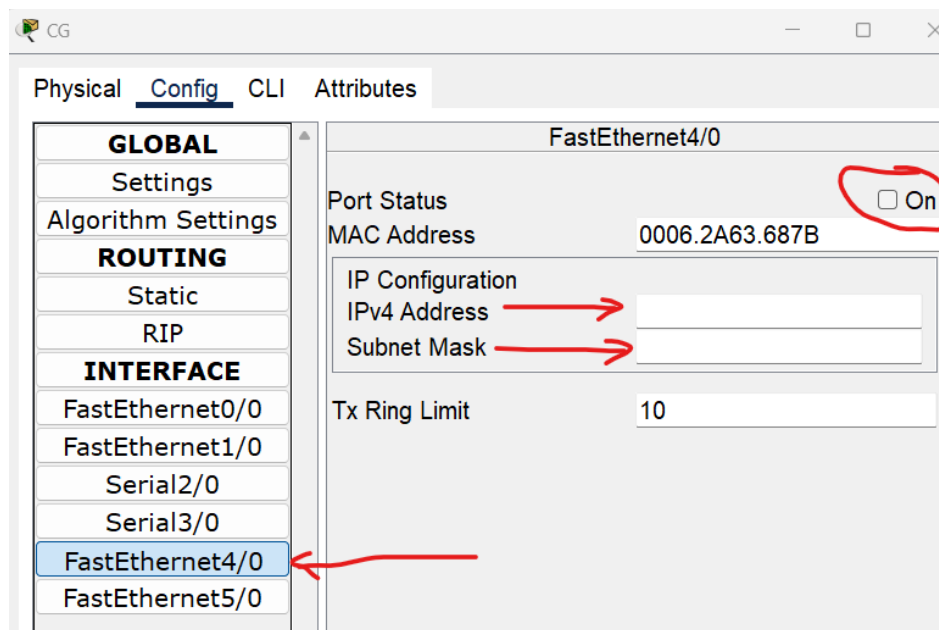 CG
Physical Config CLI Attributes
GLOBAL
Settings
Algorithm Settings
ROUTING
Static
RIP
INTERFACE
FastEthernet0/0
FastEthernet1/0
Serial2/0
Serial3/0
FastEthernet4/0
FastEthernet5/0
FastEthernet4/0
Port Status On
MAC Address 0006.2A63.687B
IP Configuration
IPv4 Address
Subnet Mask
Tx Ring Limit 10